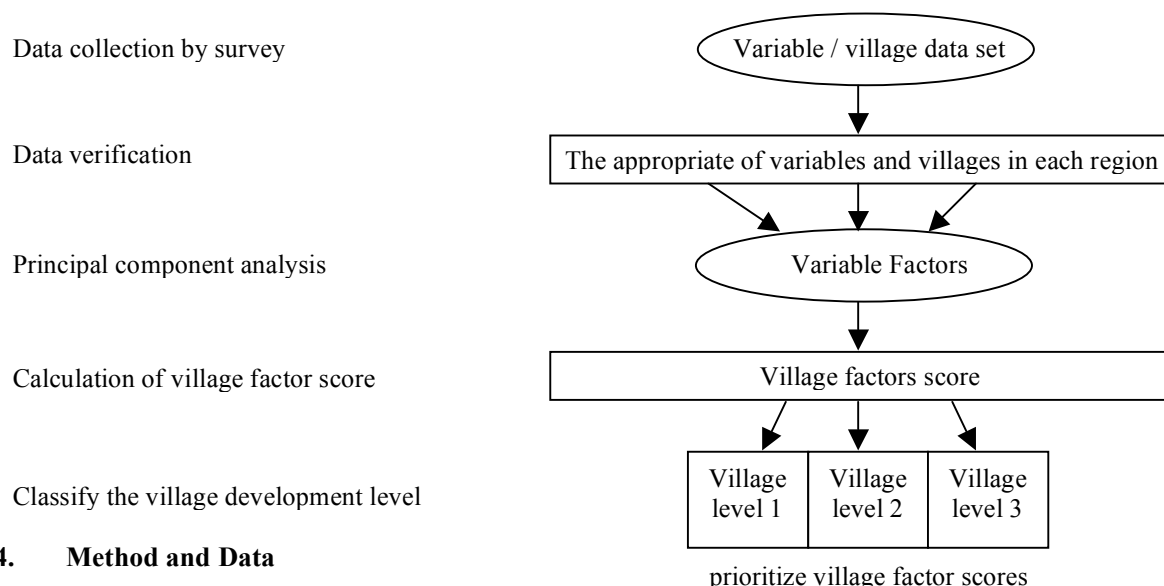 Data collection by survey
Variable / village data set
Data verification
The appropriate of variables and villages in each region
Principal component analysis
Variable Factors
Calculation of village factor score
Village factors score
Classify the village development level
Village level 1
Village level 2
Village level 3
4. Method and Data
prioritize village factor scores